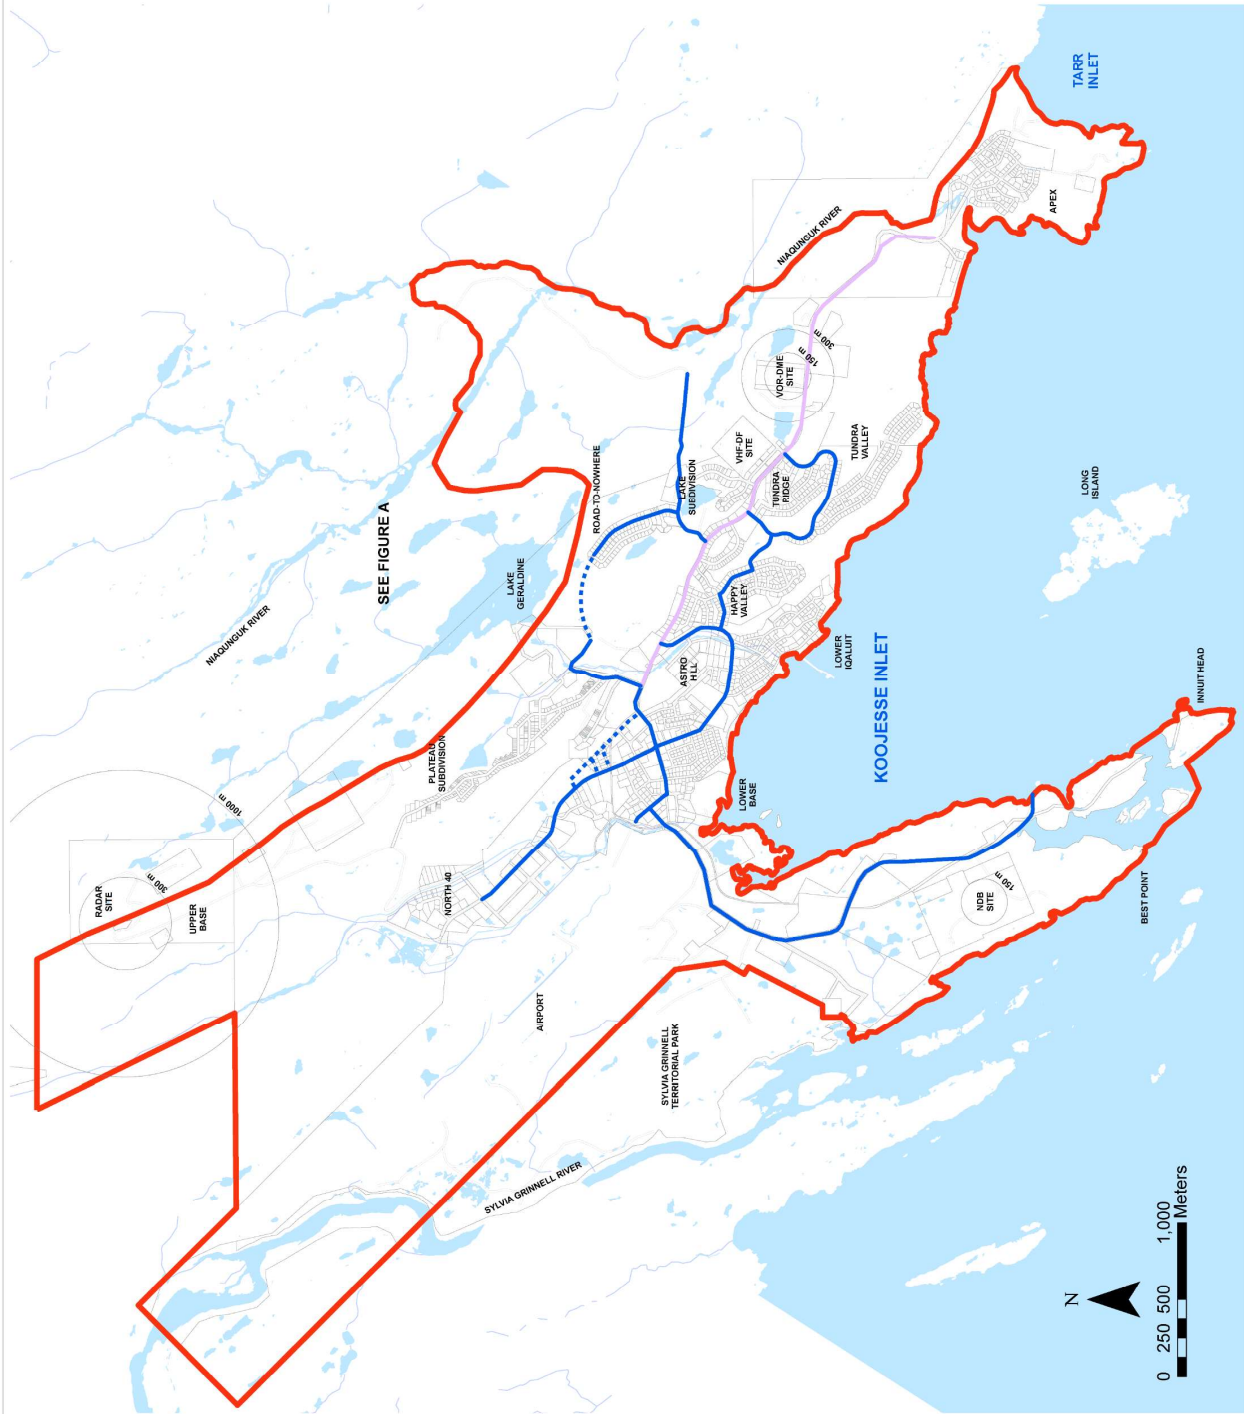 TARR
INLET
APEX
NIAQUNGUK RIVER
300 m
150 m
VOR-DME
SITE
VHF-DF
SITE
TUNDRA
VALLEY
TUNDRA
RIDGE
LAKE
SUBDIVISION
ROAD-TO-NOWHERE
LONG
ISLAND
SEE FIGURE A
LAKE
GERALDINE
HAPPY
VALLEY
NIAQUNGUK RIVER
LOWER
IQALUIT
ASTRO
HILL
KOOJESSE INLET
INNUIT HEAD
PLATEAU
SUBDIVISION
LOWER
BASE
1000 m
RADAR
SITE
300 m
UPPER
BASE
NORTH 40
NDB
SITE
150 m
BEST POINT
AIRPORT
SYLVIA GRINNELL
TERRITORIAL PARK
SYLVIA GRINNELL RIVER
N
0 250 500 1,000
Meters